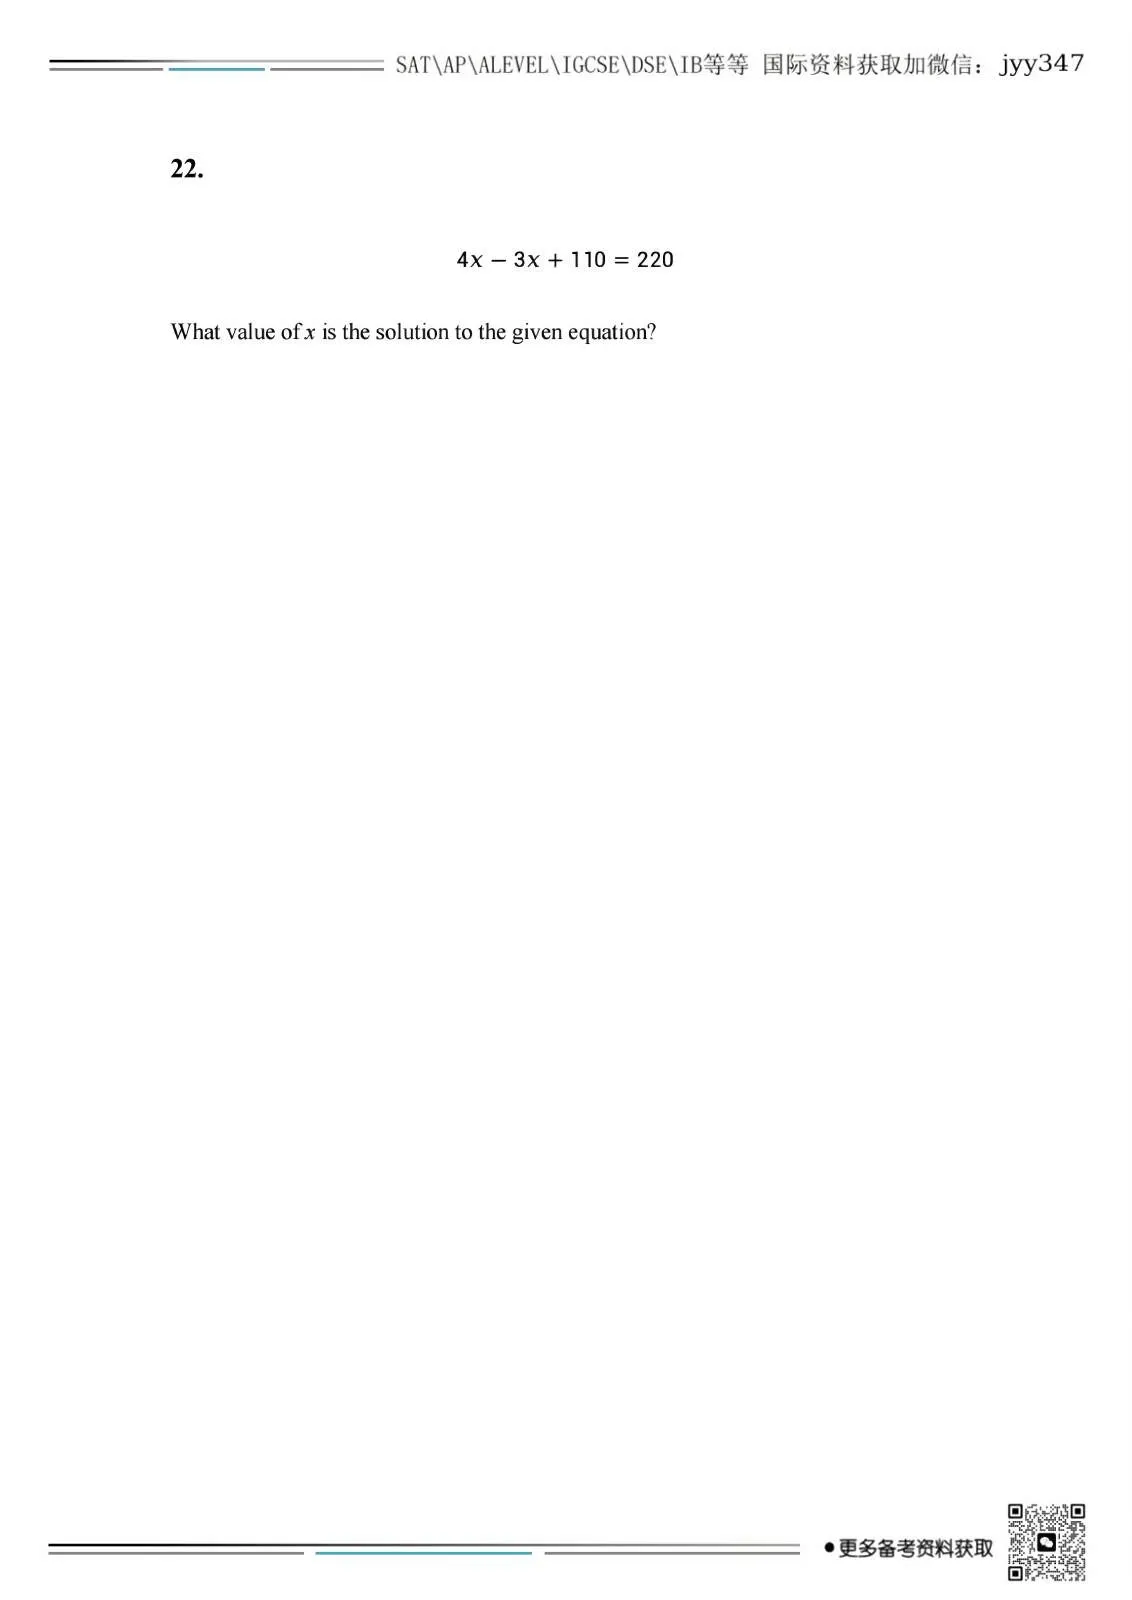 SAT\AP\ALEVEL\IGCSE\DSE\IB等等 国际资料获取加微信：jyy347
22.
4x − 3x + 110 = 220
What value of x is the solution to the given equation?
●更多备考资料获取